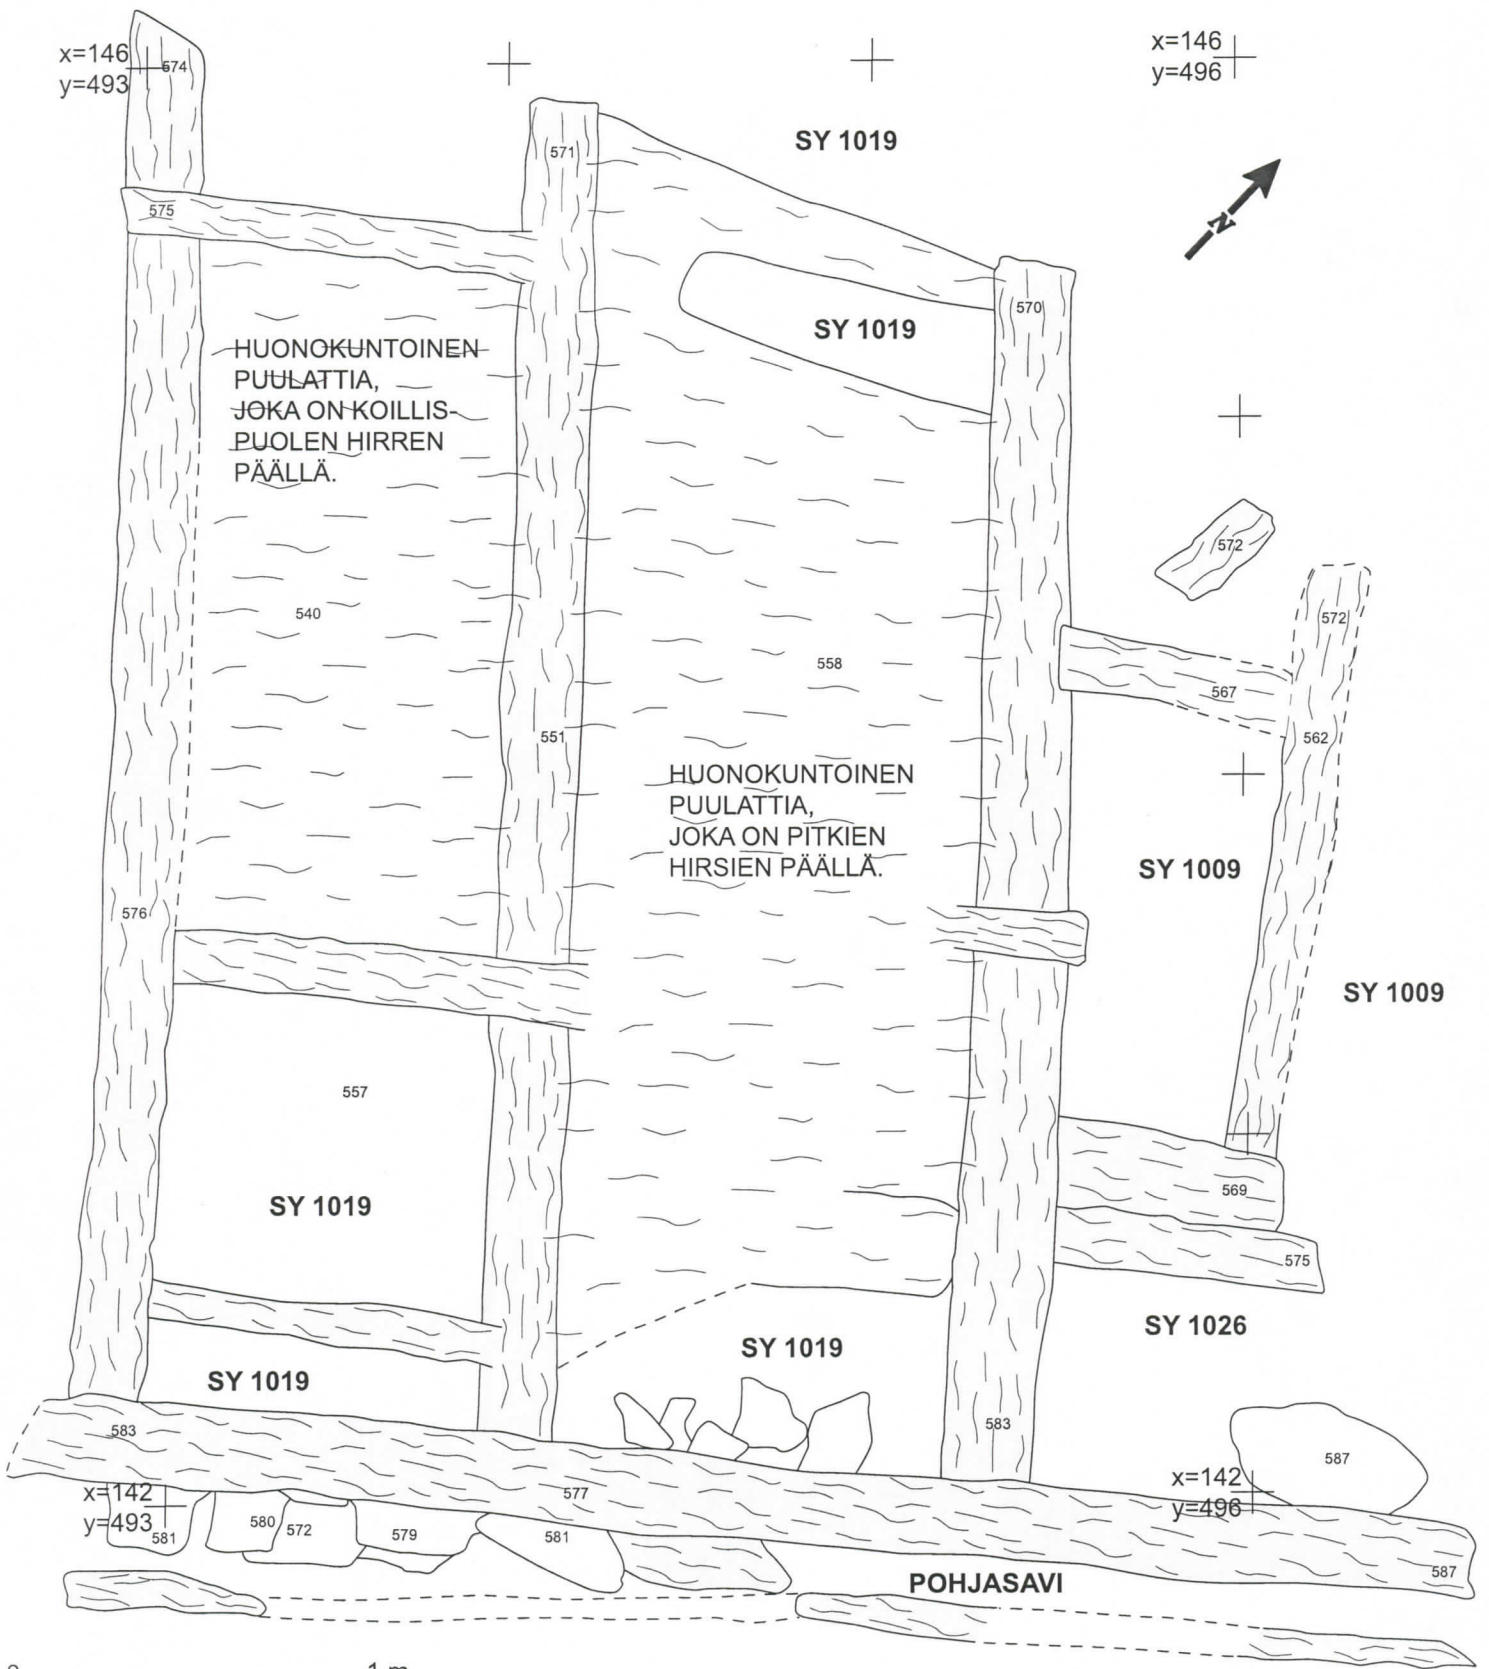 x=146
y=493
574
x=146
y=496
SY 1019
571
575
N
570
SY 1019
HUONOKUNTOINEN
PUULATTIA,
JOKA ON KOILLIS-
PUOLEN HIRREN
PÄÄLLÄ.
572
540
572
558
567
551
562
HUONOKUNTOINEN
PUULATTIA,
JOKA ON PITKIEN
HIRSIEN PÄÄLLÄ.
SY 1009
576
SY 1009
557
569
SY 1019
575
SY 1026
SY 1019
SY 1019
583
583
587
x=142
y=493
581
580
572
579
577
581
x=142
y=496
587
POHJASAVI
1 m